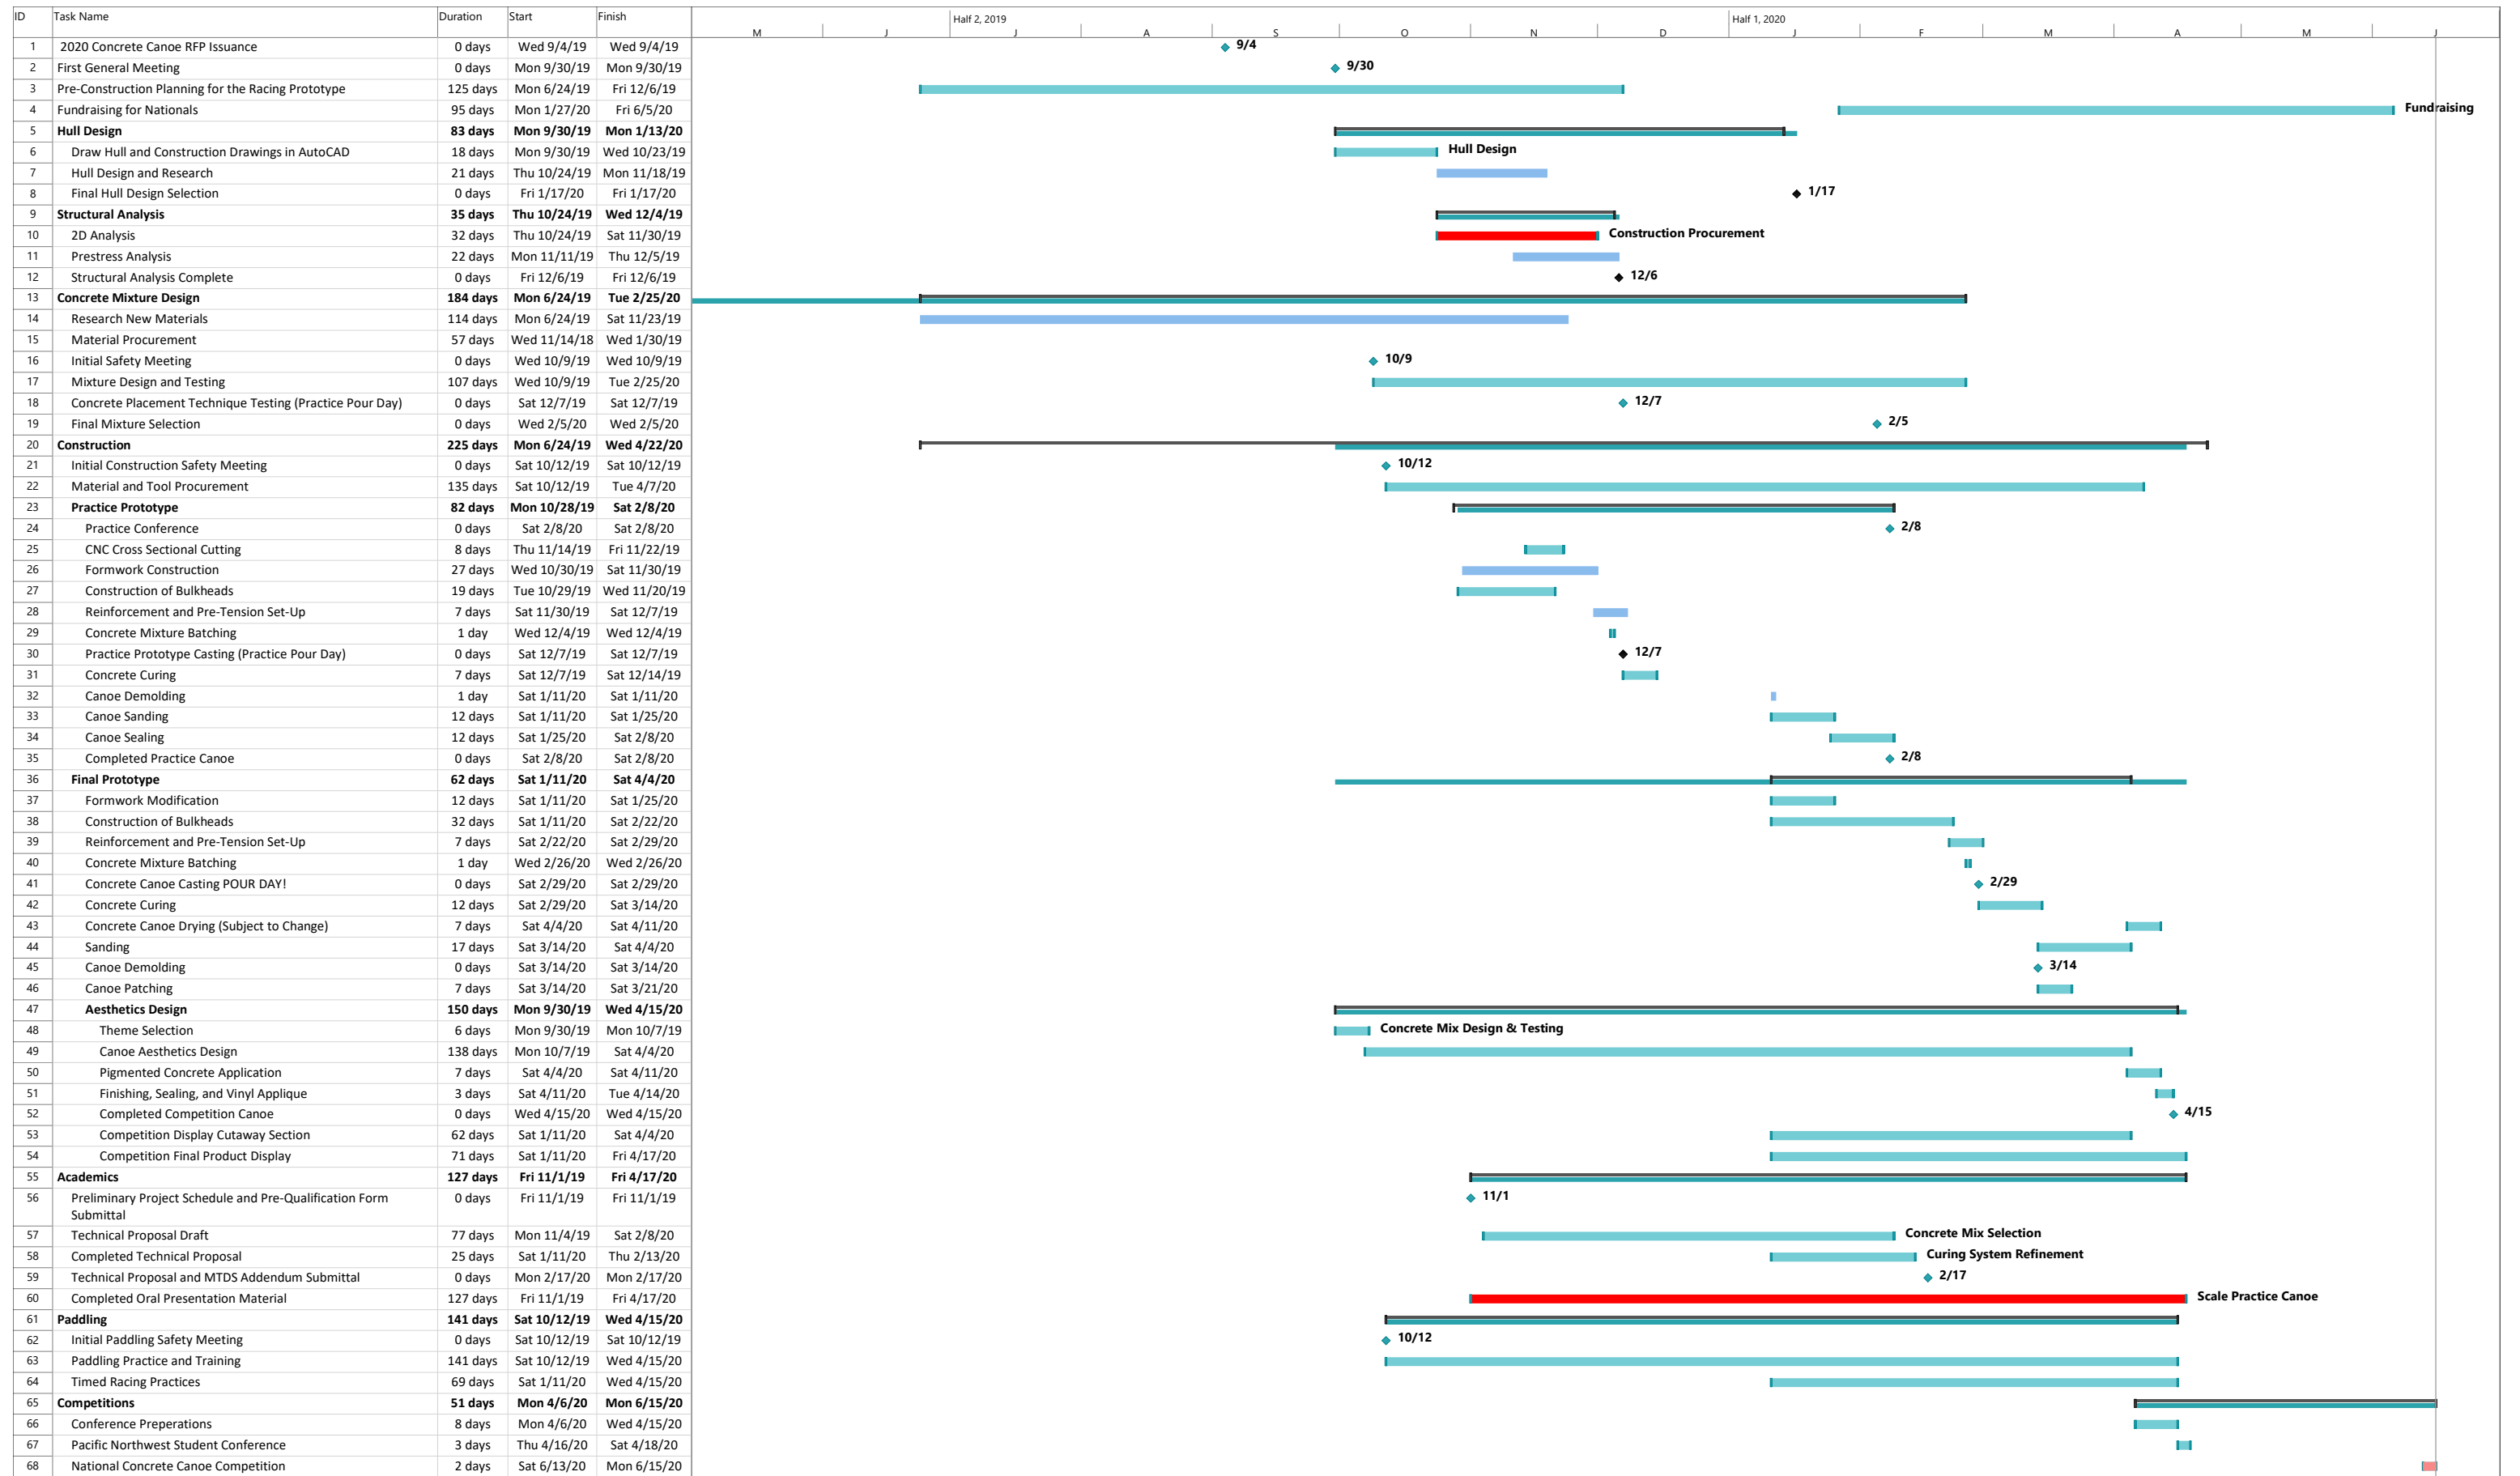 ID Task Name Duration Start Finish Half 2, 2019 Half 1, 2020
M J J A S O N D J F M A M J
1 2020 Concrete Canoe RFP Issuance 0 days Wed 9/4/19 Wed 9/4/19 9/4
2 First General Meeting 0 days Mon 9/30/19 Mon 9/30/19 9/30
3 Pre-Construction Planning for the Racing Prototype 125 days Mon 6/24/19 Fri 12/6/19
4 Fundraising for Nationals 95 days Mon 1/27/20 Fri 6/5/20 Fundraising
5 Hull Design 83 days Mon 9/30/19 Mon 1/13/20
6 Draw Hull and Construction Drawings in AutoCAD 18 days Mon 9/30/19 Wed 10/23/19 Hull Design
7 Hull Design and Research 21 days Thu 10/24/19 Mon 11/18/19
8 Final Hull Design Selection 0 days Fri 1/17/20 Fri 1/17/20 1/17
9 Structural Analysis 35 days Thu 10/24/19 Wed 12/4/19
10 2D Analysis 32 days Thu 10/24/19 Sat 11/30/19 Construction Procurement
11 Prestress Analysis 22 days Mon 11/11/19 Thu 12/5/19
12 Structural Analysis Complete 0 days Fri 12/6/19 Fri 12/6/19 12/6
13 Concrete Mixture Design 184 days Mon 6/24/19 Tue 2/25/20
14 Research New Materials 114 days Mon 6/24/19 Sat 11/23/19
15 Material Procurement 57 days Wed 11/14/18 Wed 1/30/19
16 Initial Safety Meeting 0 days Wed 10/9/19 Wed 10/9/19 10/9
17 Mixture Design and Testing 107 days Wed 10/9/19 Tue 2/25/20
18 Concrete Placement Technique Testing (Practice Pour Day) 0 days Sat 12/7/19 Sat 12/7/19 12/7
19 Final Mixture Selection 0 days Wed 2/5/20 Wed 2/5/20 2/5
20 Construction 225 days Mon 6/24/19 Wed 4/22/20
21 Initial Construction Safety Meeting 0 days Sat 10/12/19 Sat 10/12/19 10/12
22 Material and Tool Procurement 135 days Sat 10/12/19 Tue 4/7/20
23 Practice Prototype 82 days Mon 10/28/19 Sat 2/8/20
24 Practice Conference 0 days Sat 2/8/20 Sat 2/8/20 2/8
25 CNC Cross Sectional Cutting 8 days Thu 11/14/19 Fri 11/22/19
26 Formwork Construction 27 days Wed 10/30/19 Sat 11/30/19
27 Construction of Bulkheads 19 days Tue 10/29/19 Wed 11/20/19
28 Reinforcement and Pre-Tension Set-Up 7 days Sat 11/30/19 Sat 12/7/19
29 Concrete Mixture Batching 1 day Wed 12/4/19 Wed 12/4/19
30 Practice Prototype Casting (Practice Pour Day) 0 days Sat 12/7/19 Sat 12/7/19 12/7
31 Concrete Curing 7 days Sat 12/7/19 Sat 12/14/19
32 Canoe Demolding 1 day Sat 1/11/20 Sat 1/11/20
33 Canoe Sanding 12 days Sat 1/11/20 Sat 1/25/20
34 Canoe Sealing 12 days Sat 1/25/20 Sat 2/8/20
35 Completed Practice Canoe 0 days Sat 2/8/20 Sat 2/8/20 2/8
36 Final Prototype 62 days Sat 1/11/20 Sat 4/4/20
37 Formwork Modification 12 days Sat 1/11/20 Sat 1/25/20
38 Construction of Bulkheads 32 days Sat 1/11/20 Sat 2/22/20
39 Reinforcement and Pre-Tension Set-Up 7 days Sat 2/22/20 Sat 2/29/20
40 Concrete Mixture Batching 1 day Wed 2/26/20 Wed 2/26/20
41 Concrete Canoe Casting POUR DAY! 0 days Sat 2/29/20 Sat 2/29/20 2/29
42 Concrete Curing 12 days Sat 2/29/20 Sat 3/14/20
43 Concrete Canoe Drying (Subject to Change) 7 days Sat 4/4/20 Sat 4/11/20
44 Sanding 17 days Sat 3/14/20 Sat 4/4/20
45 Canoe Demolding 0 days Sat 3/14/20 Sat 3/14/20 3/14
46 Canoe Patching 7 days Sat 3/14/20 Sat 3/21/20
47 Aesthetics Design 150 days Mon 9/30/19 Wed 4/15/20
48 Theme Selection 6 days Mon 9/30/19 Mon 10/7/19 Concrete Mix Design & Testing
49 Canoe Aesthetics Design 138 days Mon 10/7/19 Sat 4/4/20
50 Pigmented Concrete Application 7 days Sat 4/4/20 Sat 4/11/20
51 Finishing, Sealing, and Vinyl Applique 3 days Sat 4/11/20 Tue 4/14/20
52 Completed Competition Canoe 0 days Wed 4/15/20 Wed 4/15/20 4/15
53 Competition Display Cutaway Section 62 days Sat 1/11/20 Sat 4/4/20
54 Competition Final Product Display 71 days Sat 1/11/20 Fri 4/17/20
55 Academics 127 days Fri 11/1/19 Fri 4/17/20
56 Preliminary Project Schedule and Pre-Qualification Form 0 days Fri 11/1/19 Fri 11/1/19 11/1
Submittal
57 Technical Proposal Draft 77 days Mon 11/4/19 Sat 2/8/20 Concrete Mix Selection
58 Completed Technical Proposal 25 days Sat 1/11/20 Thu 2/13/20 Curing System Refinement
59 Technical Proposal and MTDS Addendum Submittal 0 days Mon 2/17/20 Mon 2/17/20 2/17
60 Completed Oral Presentation Material 127 days Fri 11/1/19 Fri 4/17/20 Scale Practice Canoe
61 Paddling 141 days Sat 10/12/19 Wed 4/15/20
62 Initial Paddling Safety Meeting 0 days Sat 10/12/19 Sat 10/12/19 10/12
63 Paddling Practice and Training 141 days Sat 10/12/19 Wed 4/15/20
64 Timed Racing Practices 69 days Sat 1/11/20 Wed 4/15/20
65 Competitions 51 days Mon 4/6/20 Mon 6/15/20
66 Conference Preperations 8 days Mon 4/6/20 Wed 4/15/20
67 Pacific Northwest Student Conference 3 days Thu 4/16/20 Sat 4/18/20
68 National Concrete Canoe Competition 2 days Sat 6/13/20 Mon 6/15/20